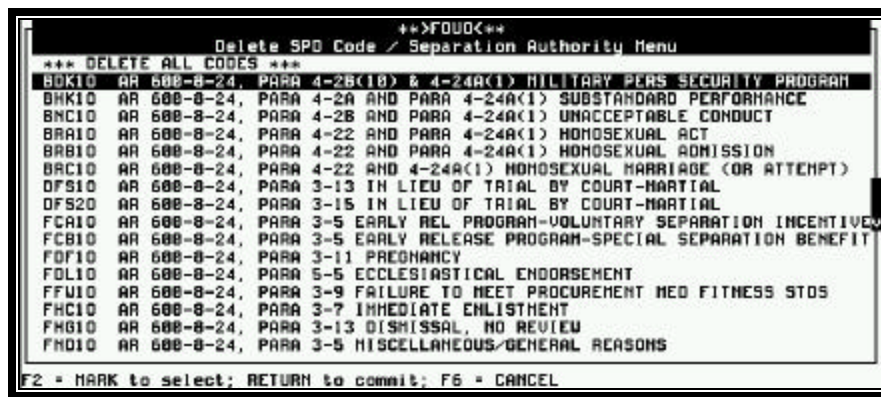 **>FOUO<**
Delete SPD Code / Separation Authority Menu
*** DELETE ALL CODES ***
BDK10 AR 600-8-24, PARA 4-2B(10) & 4-24A(1) MILITARY PERS SECURITY PROGRAM
BHK10 AR 600-8-24, PARA 4-2A AND PARA 4-24A(1) SUBSTANDARD PERFORMANCE
BNC10 AR 600-8-24, PARA 4-2B AND PARA 4-24A(1) UNACCEPTABLE CONDUCT
BRA10 AR 600-8-24, PARA 4-22 AND PARA 4-24A(1) HOMOSEXUAL ACT
BRB10 AR 600-8-24, PARA 4-22 AND PARA 4-24A(1) HOMOSEXUAL ADMISSION
BRC10 AR 600-8-24, PARA 4-22 AND 4-24A(1) HOMOSEXUAL MARRIAGE (OR ATTEMPT)
DFS10 AR 600-8-24, PARA 3-13 IN LIEU OF TRIAL BY COURT-MARTIAL
DFS20 AR 600-8-24, PARA 3-15 IN LIEU OF TRIAL BY COURT-MARTIAL
FCA10 AR 600-8-24, PARA 3-5 EARLY REL PROGRAM-VOLUNTARY SEPARATION INCENTIVE
FCB10 AR 600-8-24, PARA 3-5 EARLY RELEASE PROGRAM-SPECIAL SEPARATION BENEFIT
FDF10 AR 600-8-24, PARA 3-11 PREGNANCY
FDL10 AR 600-8-24, PARA 5-5 ECCLESIASTICAL ENDORSEMENT
FFW10 AR 600-8-24, PARA 3-9 FAILURE TO MEET PROCUREMENT MED FITNESS STDS
FHC10 AR 600-8-24, PARA 3-7 IMMEDIATE ENLISTMENT
FHG10 AR 600-8-24, PARA 3-13 DISMISSAL, NO REVIEW
FND10 AR 600-8-24, PARA 3-5 MISCELLANEOUS/GENERAL REASONS
F2 = MARK to select; RETURN to commit; F6 = CANCEL